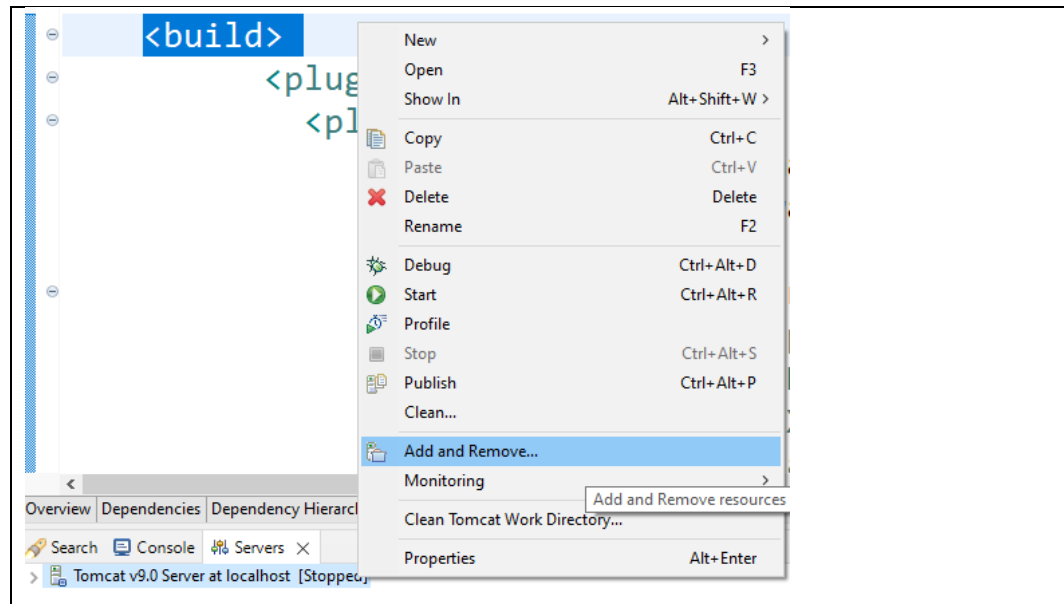 <build>
<plug
<pl
New
Open F3
Show In Alt+Shift+W >
Copy Ctrl+C
Paste Ctrl+V
Delete Delete
Rename F2
Debug Ctrl+Alt+D
Start Ctrl+Alt+R
Profile
Stop Ctrl+Alt+S
Publish Ctrl+Alt+P
Clean...
Add and Remove...
Monitoring
Add and Remove resources
Clean Tomcat Work Directory...
Properties Alt+Enter
Overview Dependencies Dependency Hierarc
Search Console Servers
Tomcat v9.0 Server at localhost [Stopped]